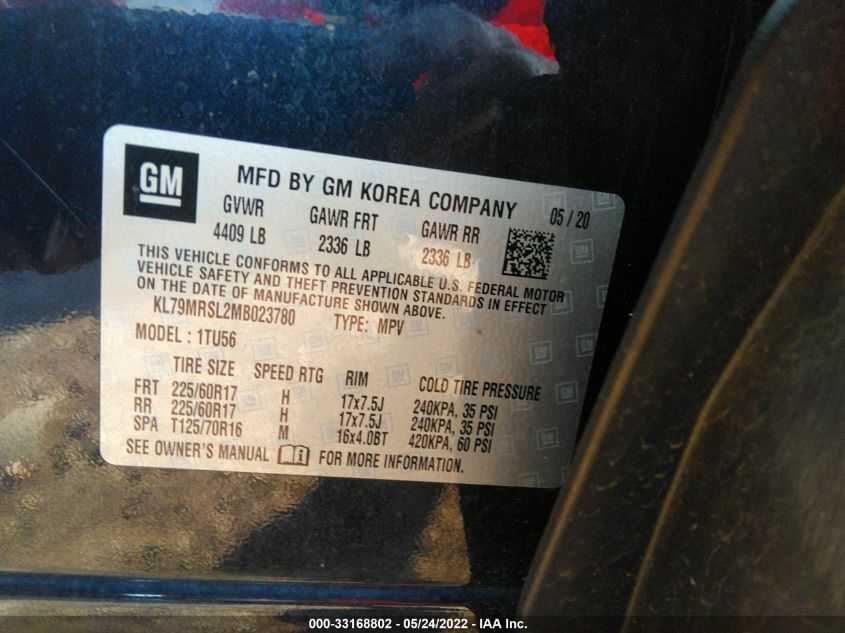 GM
MFD BY GM KOREA COMPANY 05 / 20
GVWR GAWR FRT GAWR RR
4409 LB 2336 LB 2336 LB
THIS VEHICLE CONFORMS TO ALL APPLICABLE U.S. FEDERAL MOTOR
VEHICLE SAFETY AND THEFT PREVENTION STANDARDS IN EFFECT
ON THE DATE OF MANUFACTURE SHOWN ABOVE.
KL79MRSL2MB023780 TYPE: MPV
MODEL : 1TU56
TIRE SIZE SPEED RTG RIM COLD TIRE PRESSURE
FRT 225/60R17 H 17x7.5J 240KPA, 35 PSI
RR 225/60R17 H 17x7.5J 240KPA, 35 PSI
SPA T125/70R16 M 16x4.0BT 420KPA, 60 PSI
SEE OWNER'S MANUAL FOR MORE INFORMATION.
000-33168802 - 05/24/2022 - IAA Inc.